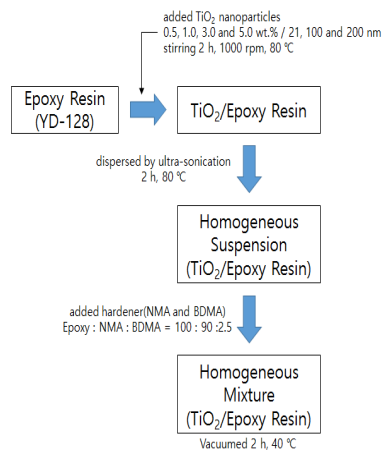 added TiO₂ nanoparticles
0.5, 1.0, 3.0 and 5.0 wt.% / 21, 100 and 200 nm
stirring 2 h, 1000 rpm, 80 ℃
Epoxy Resin
(YD-128)
TiO₂/Epoxy Resin
dispersed by ultra-sonication
2 h, 80 ℃
Homogeneous
Suspension
(TiO₂/Epoxy Resin)
added hardener(NMA and BDMA)
Epoxy : NMA : BDMA = 100 : 90 :2.5
Homogeneous
Mixture
(TiO₂/Epoxy Resin)
Vacuumed 2 h, 40 ℃